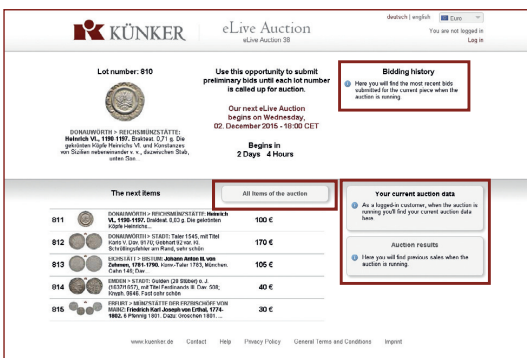 deutsch | english
Euro
KÜNKER
eLive Auction
eLive Auction 38
You are not logged in
Log in
Lot number: 810
DONAUWÖRTH > REICHSMÜNZSTÄTTE:
Heinrich VI., 1190-1197. Brakteat. 0,71 g. Die
gekrönten Köpfe Heinrichs VI. und Konstanzes
von Sizilien nebeneinander v. v., dazwischen Stab,
unten San...
Use this opportunity to submit
preliminary bids until each lot number
is called up for auction.
Our next eLive Auction
begins on Wednesday,
02. December 2015 - 18:00 CET
Begins in
2 Days 4 Hours
Bidding history
Here you will find the most recent bids
submitted for the current piece when the
auction is running.
The next items
All items of the auction
811
DONAUWÖRTH > REICHSMÜNZSTÄTTE: Heinrich
VI., 1190-1197. Brakteat. 0,83 g. Die gekrönten
Köpfe Heinrichs...
100 €
812
DONAUWÖRTH > STADT: Taler 1545, mit Titel
Karls V. Dav. 9170; Gebhart 92 var. Kl.
Schrötlingsfehler am Rand, sehr schön
170 €
813
EICHSTÄTT > BISTUM: Johann Anton III. von
Zehmen, 1781-1790. Konv.-Taler 1783, München.
Cahn 148; Dav...
105 €
814
EMDEN > STADT: Gulden (28 Stüber) o. J.
(1637/1657), mit Titel Ferdinands III. Dav. 508;
Knyph. 6646. Fast sehr schön
40 €
815
ERFURT > MÜNZSTÄTTE DER ERZBISCHÖFE VON
MAINZ: Friedrich Karl Joseph von Erthal, 1774-
1802. 6 Pfennig 1801. Dazu: Groschen 1801. ...
30 €
Your current auction data
As a logged-in customer, when the auction is
running you'll find your current auction data
here.
Auction results
Here you will find previous sales when the
auction is running.
www.kuenker.de Contact Help Privacy Policy General Terms and Conditions Imprint